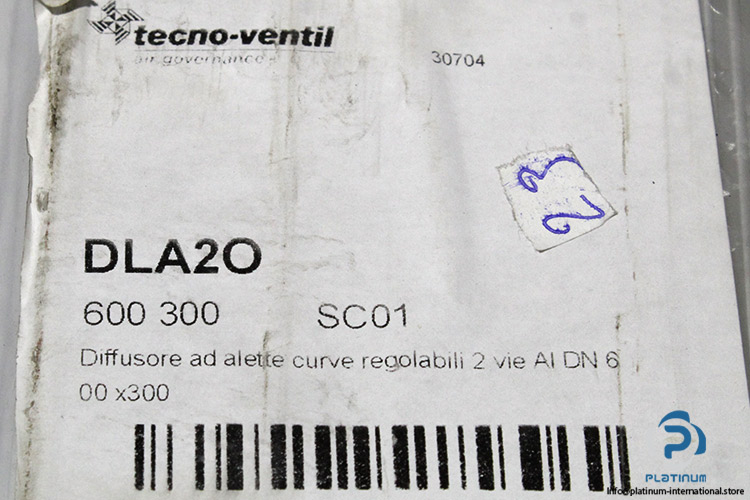 tecno-ventil
air governance
30704
23
DLA2O
600 300 SC01
Diffusore ad alette curve regolabili 2 vie Al DN 6
00 x300
PLATINUM
Info@platinum-international.store